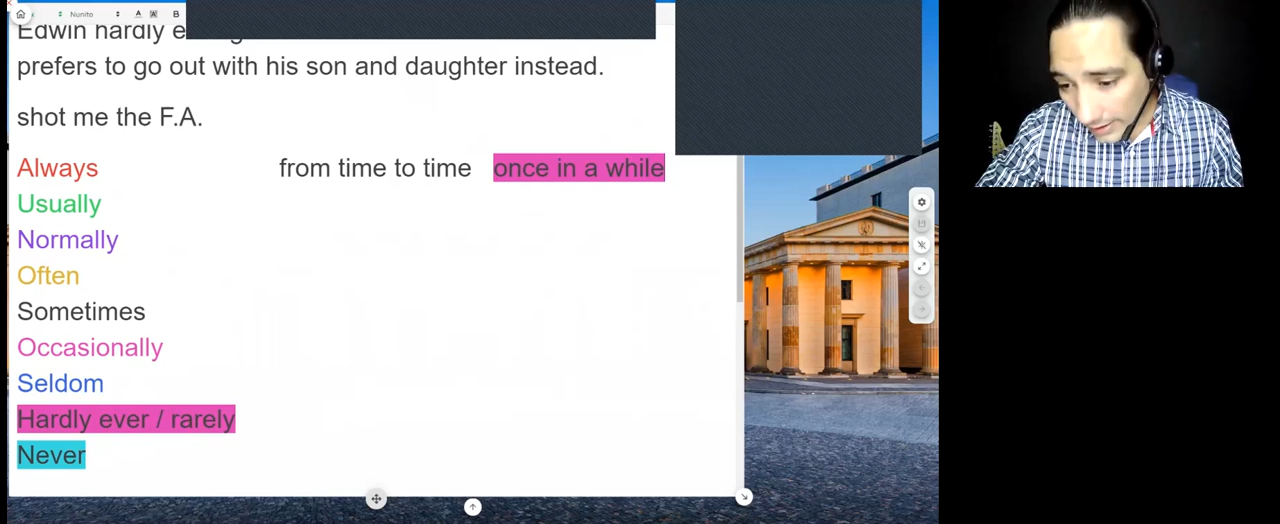 Nunito A A B
Edwin hardly
prefers to go out with his son and daughter instead.
shot me the F.A.
Always from time to time once in a while
Usually
Normally
Often
Sometimes
Occasionally
Seldom
Hardly ever / rarely
Never